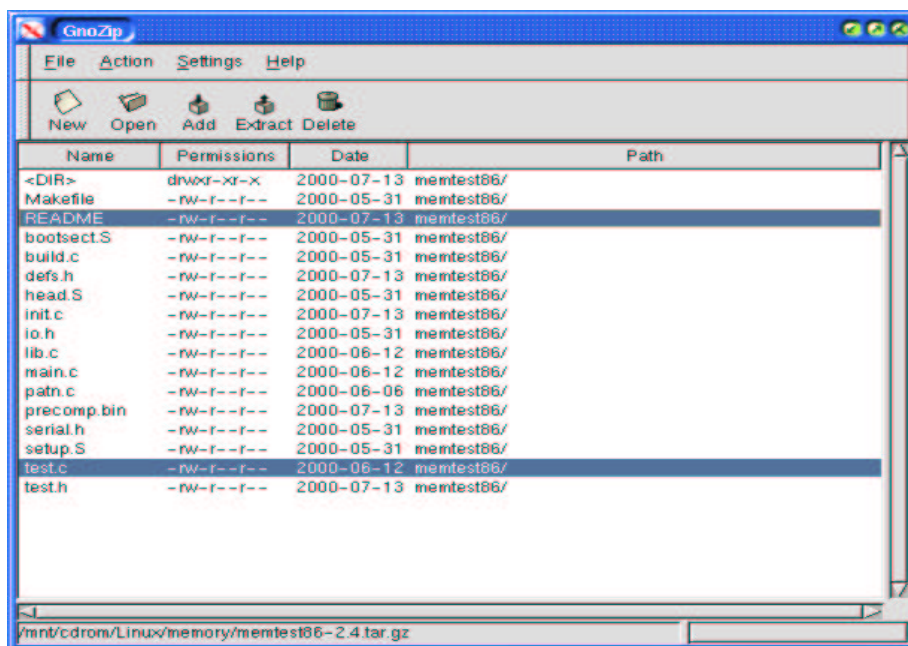 GnoZip
File Action Settings Help
New Open Add Extract Delete
Name Permissions Date Path
<DIR> drwxr-xr-x 2000-07-13 memtest86/
Makefile -rw-r--r-- 2000-05-31 memtest86/
README -rw-r--r-- 2000-07-13 memtest86/
bootsect.S -rw-r--r-- 2000-05-31 memtest86/
build.c -rw-r--r-- 2000-05-31 memtest86/
defs.h -rw-r--r-- 2000-07-13 memtest86/
head.S -rw-r--r-- 2000-05-31 memtest86/
init.c -rw-r--r-- 2000-07-13 memtest86/
io.h -rw-r--r-- 2000-05-31 memtest86/
lib.c -rw-r--r-- 2000-06-12 memtest86/
main.c -rw-r--r-- 2000-06-12 memtest86/
patn.c -rw-r--r-- 2000-06-06 memtest86/
precomp.bin -rw-r--r-- 2000-07-13 memtest86/
serial.h -rw-r--r-- 2000-05-31 memtest86/
setup.S -rw-r--r-- 2000-05-31 memtest86/
test.c -rw-r--r-- 2000-06-12 memtest86/
test.h -rw-r--r-- 2000-07-13 memtest86/
/mnt/cdrom/Linux/memory/memtest86-2.4.tar.gz